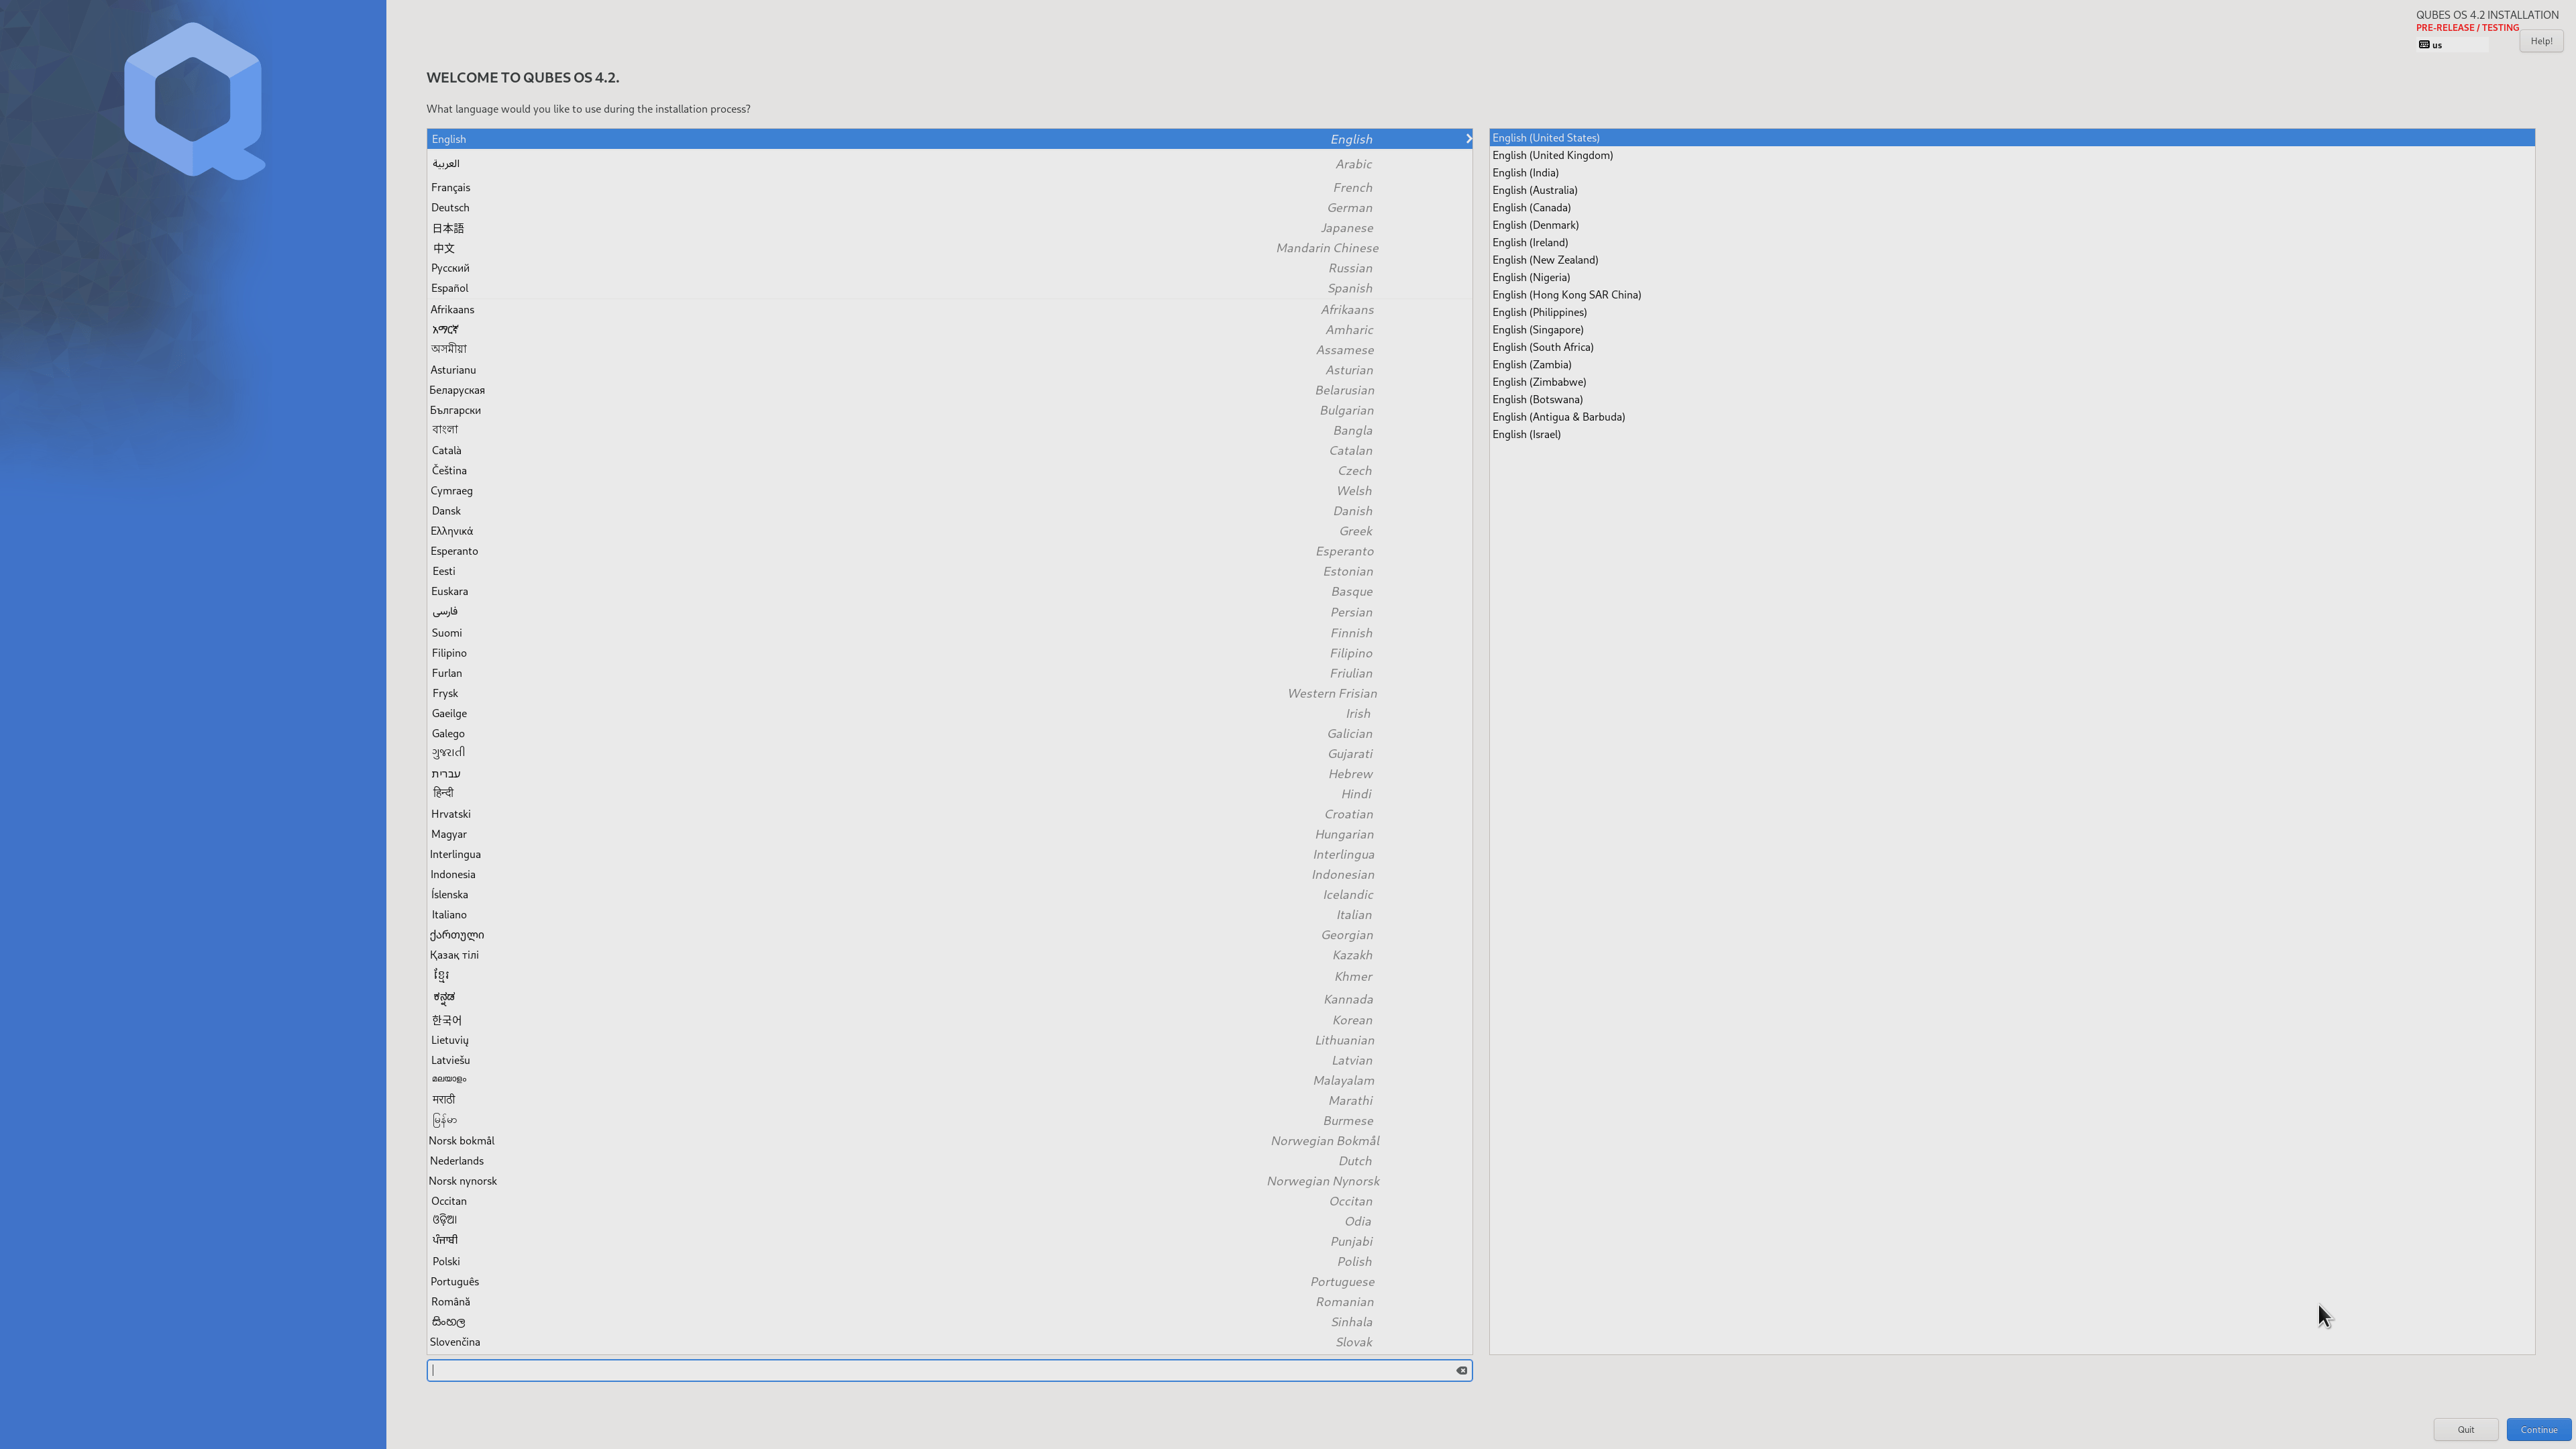 QUBES OS 4.2 INSTALLATION
PRE-RELEASE / TESTING
us
Help!
WELCOME TO QUBES OS 4.2.
What language would you like to use during the installation process?
English English
العربية Arabic
Français French
Deutsch German
日本語 Japanese
中文 Mandarin Chinese
Русский Russian
Español Spanish
Afrikaans Afrikaans
አማርኛ Amharic
অসমীয়া Assamese
Asturianu Asturian
Беларуская Belarusian
Български Bulgarian
বাংলা Bangla
Català Catalan
Čeština Czech
Cymraeg Welsh
Dansk Danish
Ελληνικά Greek
Esperanto Esperanto
Eesti Estonian
Euskara Basque
فارسی Persian
Suomi Finnish
Filipino Filipino
Furlan Friulian
Frysk Western Frisian
Gaeilge Irish
Galego Galician
ગુજરાતી Gujarati
עברית Hebrew
हिन्दी Hindi
Hrvatski Croatian
Magyar Hungarian
Interlingua Interlingua
Indonesia Indonesian
Íslenska Icelandic
Italiano Italian
ქართული Georgian
Қазақ тілі Kazakh
ខ្មែរ Khmer
ಕನ್ನಡ Kannada
한국어 Korean
Lietuvių Lithuanian
Latviešu Latvian
മലയാളം Malayalam
मराठी Marathi
မြန်မာ Burmese
Norsk bokmål Norwegian Bokmål
Nederlands Dutch
Norsk nynorsk Norwegian Nynorsk
Occitan Occitan
ଓଡ଼ିଆ Odia
ਪੰਜਾਬੀ Punjabi
Polski Polish
Português Portuguese
Română Romanian
සිංහල Sinhala
Slovenčina Slovak
English (United States)
English (United Kingdom)
English (India)
English (Australia)
English (Canada)
English (Denmark)
English (Ireland)
English (New Zealand)
English (Nigeria)
English (Hong Kong SAR China)
English (Philippines)
English (Singapore)
English (South Africa)
English (Zambia)
English (Zimbabwe)
English (Botswana)
English (Antigua & Barbuda)
English (Israel)
Quit
Continue